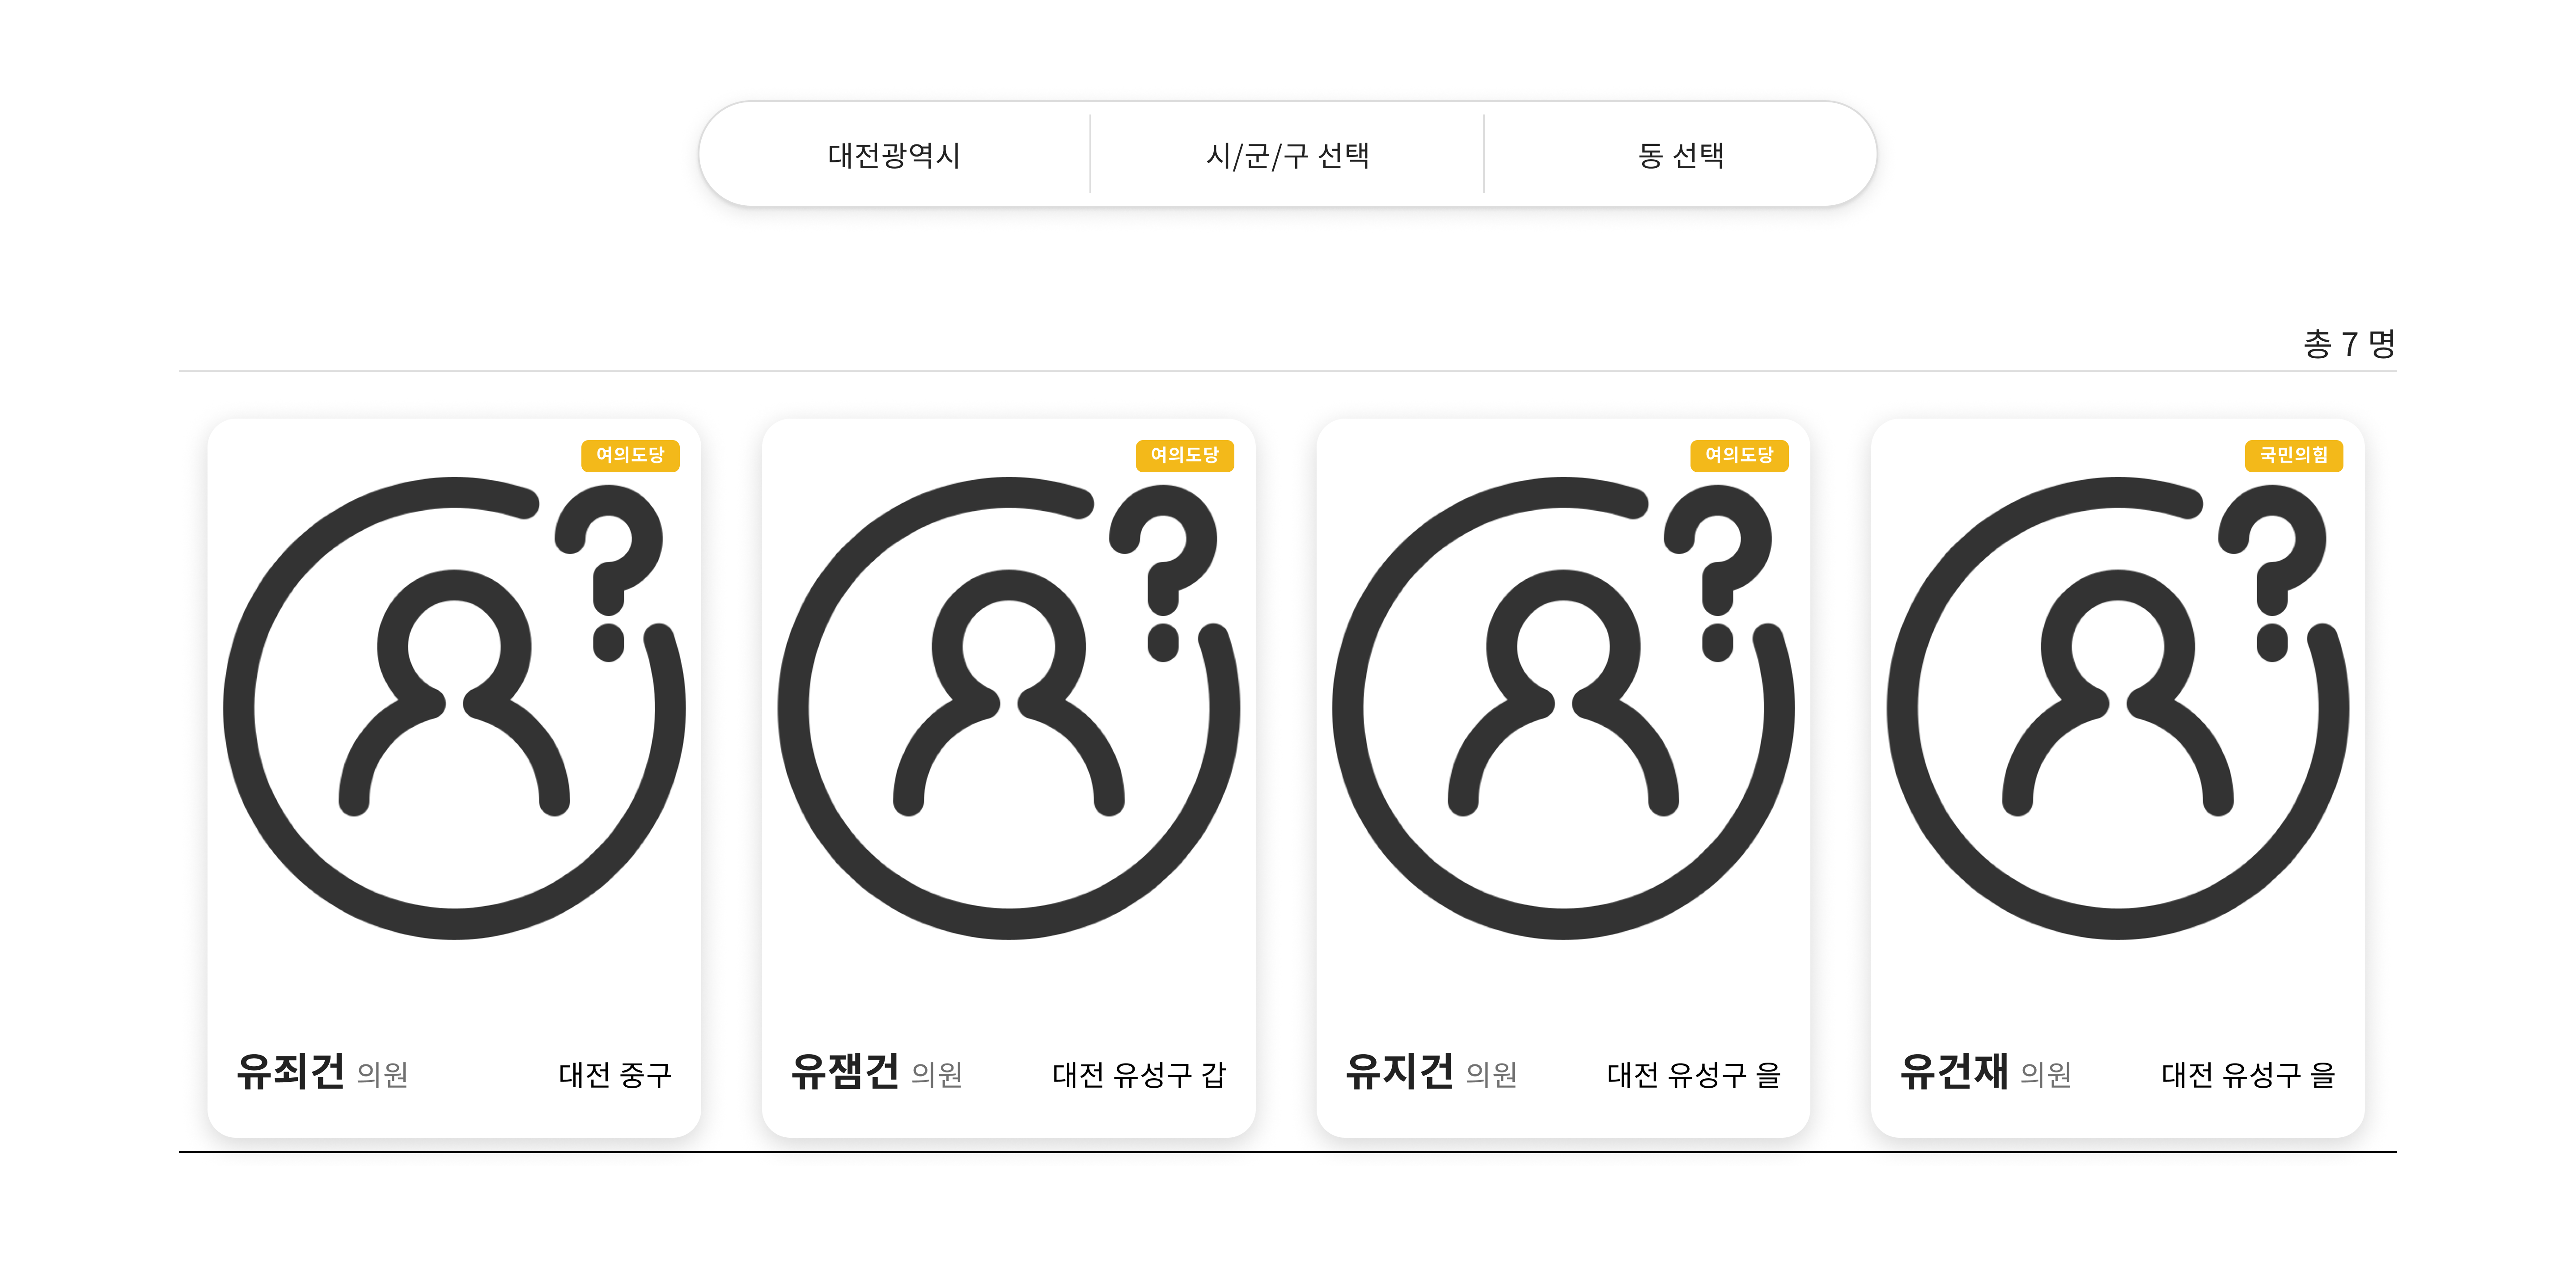 대전광역시 시/군/구 선택 동 선택
총 7 명
여의도당 여의도당 여의도당 국민의힘
유죄건 의원 대전 중구
유잼건 의원 대전 유성구 갑
유지건 의원 대전 유성구 을
유건재 의원 대전 유성구 을